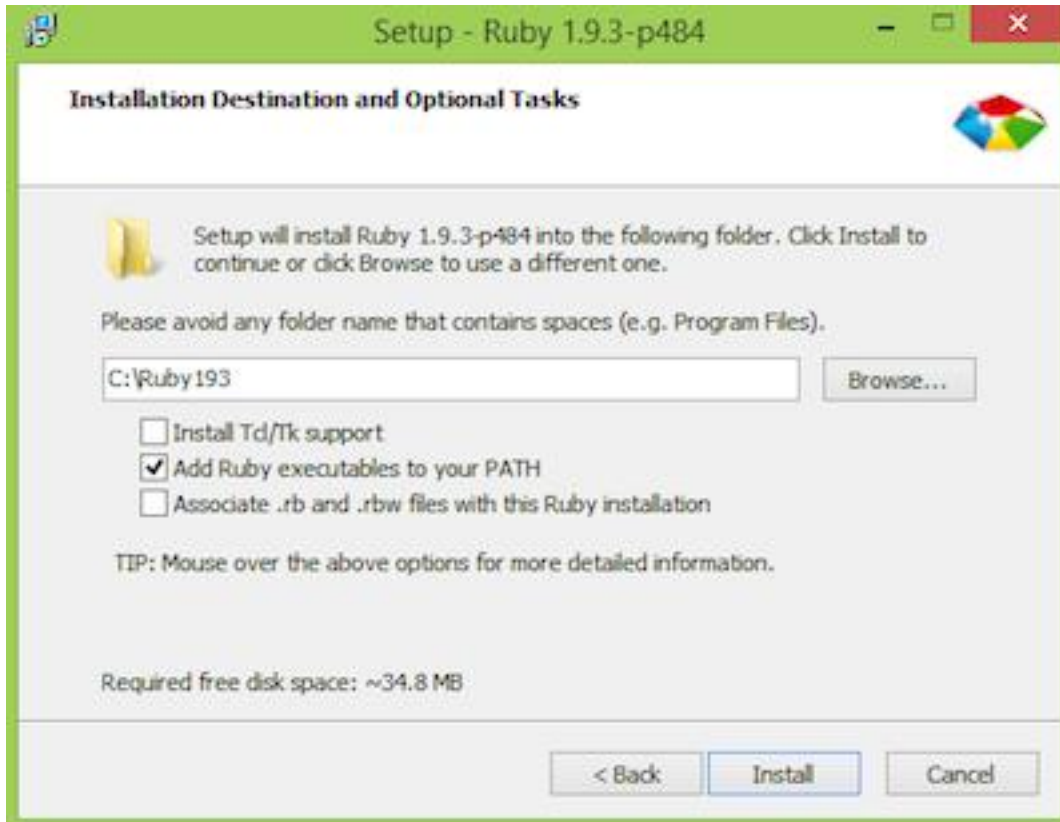 Setup - Ruby 1.9.3-p484
Installation Destination and Optional Tasks
Setup will install Ruby 1.9.3-p484 into the following folder. Click Install to
continue or click Browse to use a different one.
Please avoid any folder name that contains spaces (e.g. Program Files).
C:\Ruby193
Browse...
Install Tcl/Tk support
Add Ruby executables to your PATH
Associate .rb and .rbw files with this Ruby installation
TIP: Mouse over the above options for more detailed information.
Required free disk space: ~34.8 MB
< Back
Install
Cancel